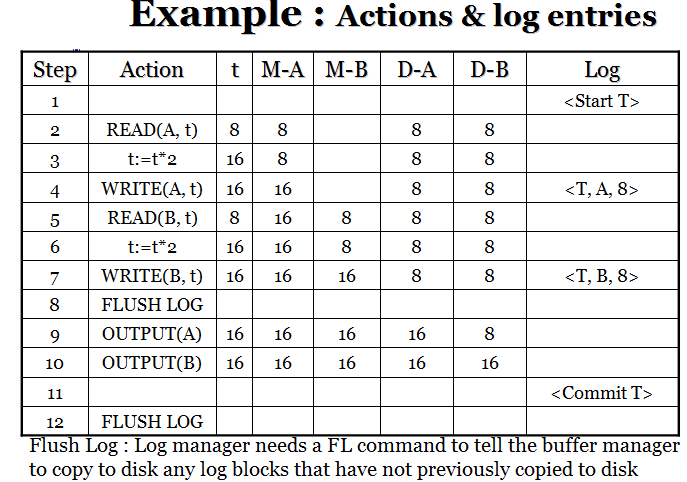 Example : Actions & log entries
Step Action t M-A M-B D-A D-B Log
1 <Start T>
2 READ(A, t) 8 8 8 8
3 t:=t*2 16 8 8 8
4 WRITE(A, t) 16 16 8 8 <T, A, 8>
5 READ(B, t) 8 16 8 8 8
6 t:=t*2 16 16 8 8 8
7 WRITE(B, t) 16 16 16 8 8 <T, B, 8>
8 FLUSH LOG
9 OUTPUT(A) 16 16 16 16 8
10 OUTPUT(B) 16 16 16 16 16
11 <Commit T>
12 FLUSH LOG
Flush Log : Log manager needs a FL command to tell the buffer manager
to copy to disk any log blocks that have not previously copied to disk